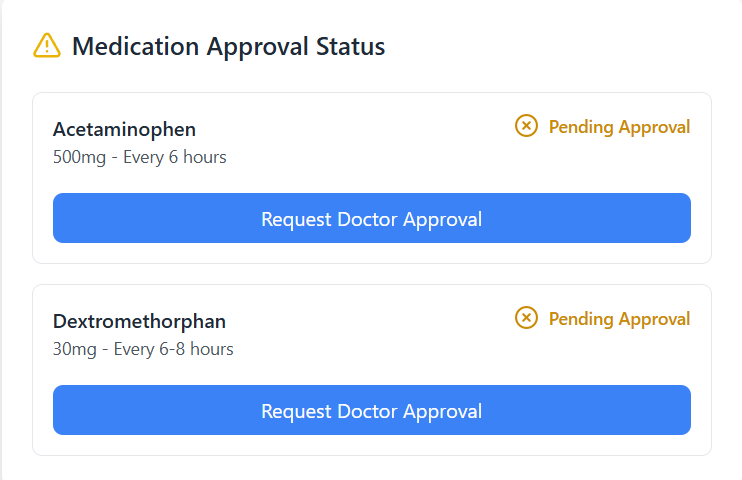 Medication Approval Status
Acetaminophen
Pending Approval
500mg - Every 6 hours
Request Doctor Approval
Dextromethorphan
Pending Approval
30mg - Every 6-8 hours
Request Doctor Approval